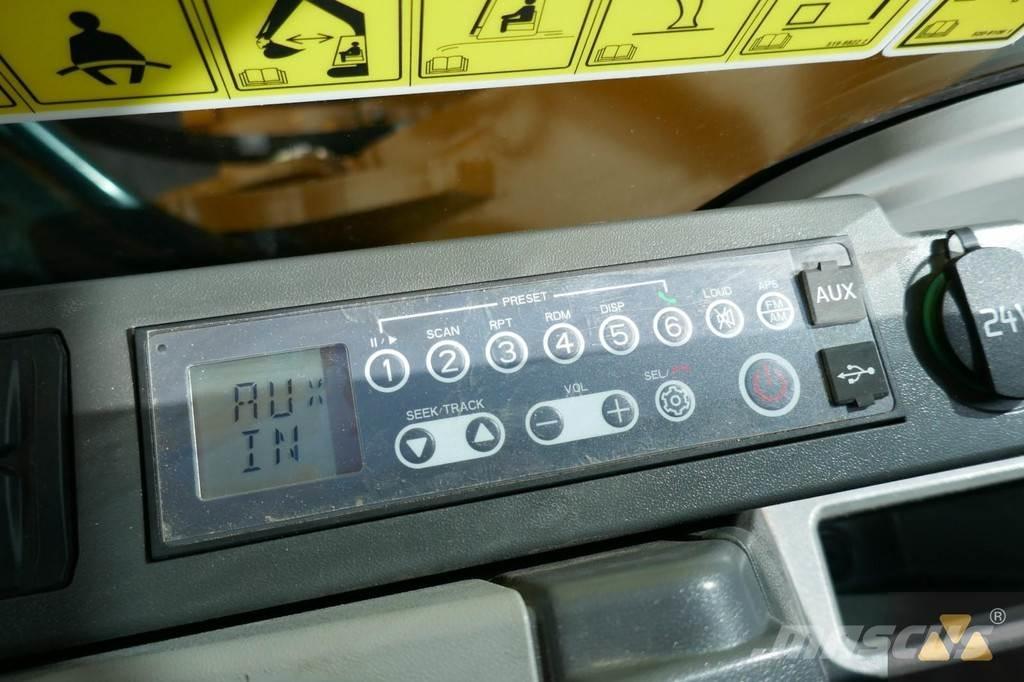 PRESET
SCAN RPT RDM DISP LOUD APS
1 2 3 4 5 6 FM AM
AUX
24V
AUX
IN
SEEK/TRACK VOL SEL/
mascus ®